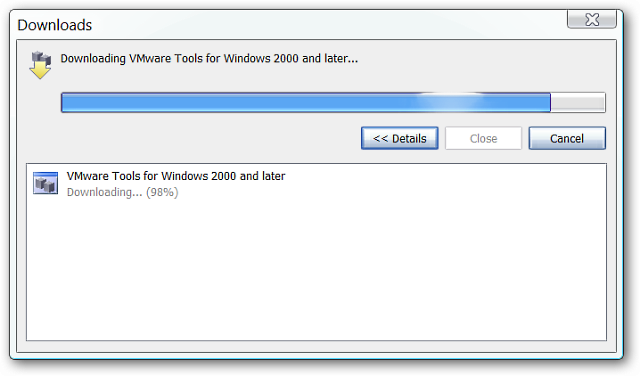 Downloads
Downloading VMware Tools for Windows 2000 and later...
<< Details
Close
Cancel
VMware Tools for Windows 2000 and later
Downloading... (98%)